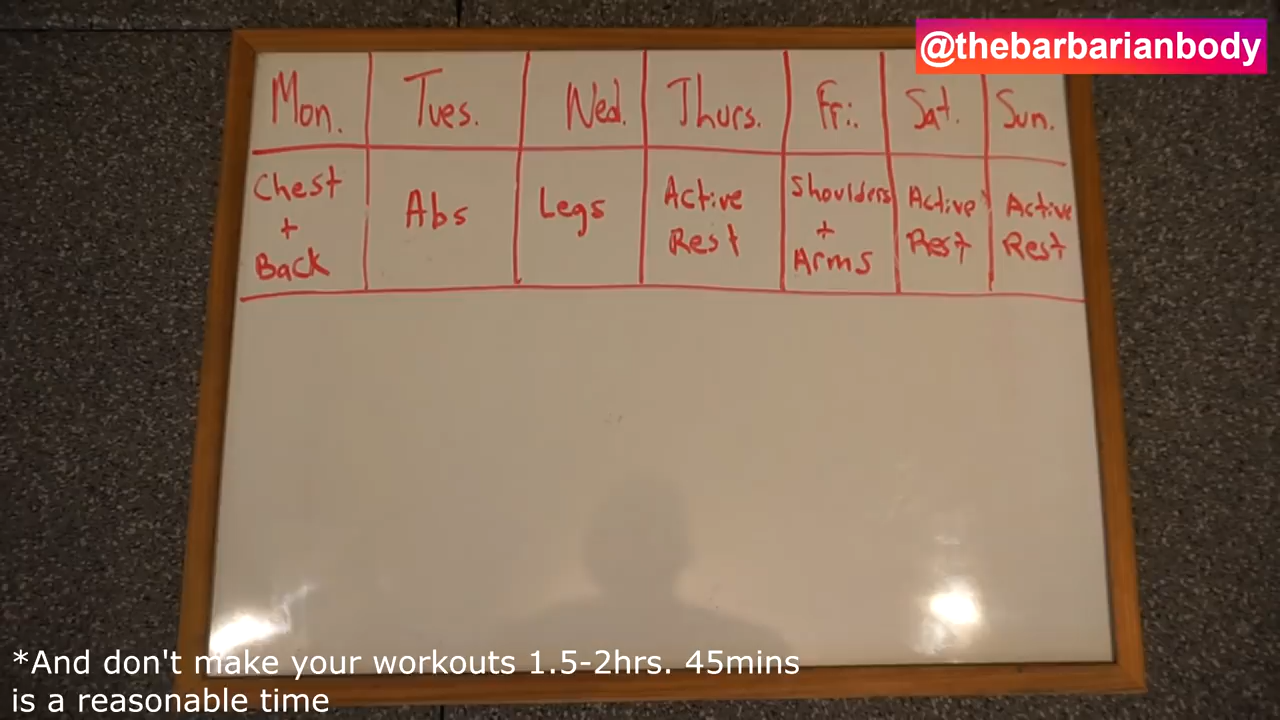 @thebarbarianbody
Mon. Tues. Wed. Thurs. Fri. Sat. Sun.
Chest + Back
Abs
Legs
Active Rest
Shoulders + Arms
Active Rest
Active Rest
*And don't make your workouts 1.5-2hrs. 45mins
is a reasonable time